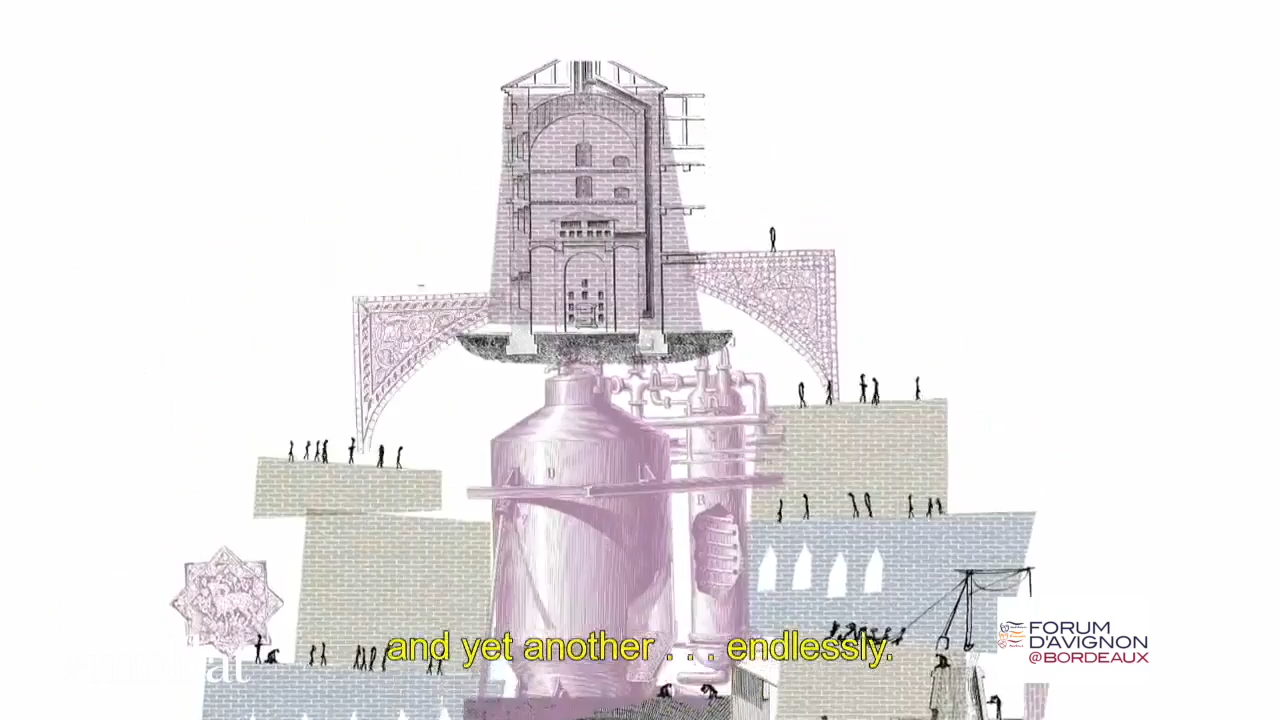 D
R
and yet another . . . endlessly.
FORUM
D'AVIGNON
@BORDEAUX